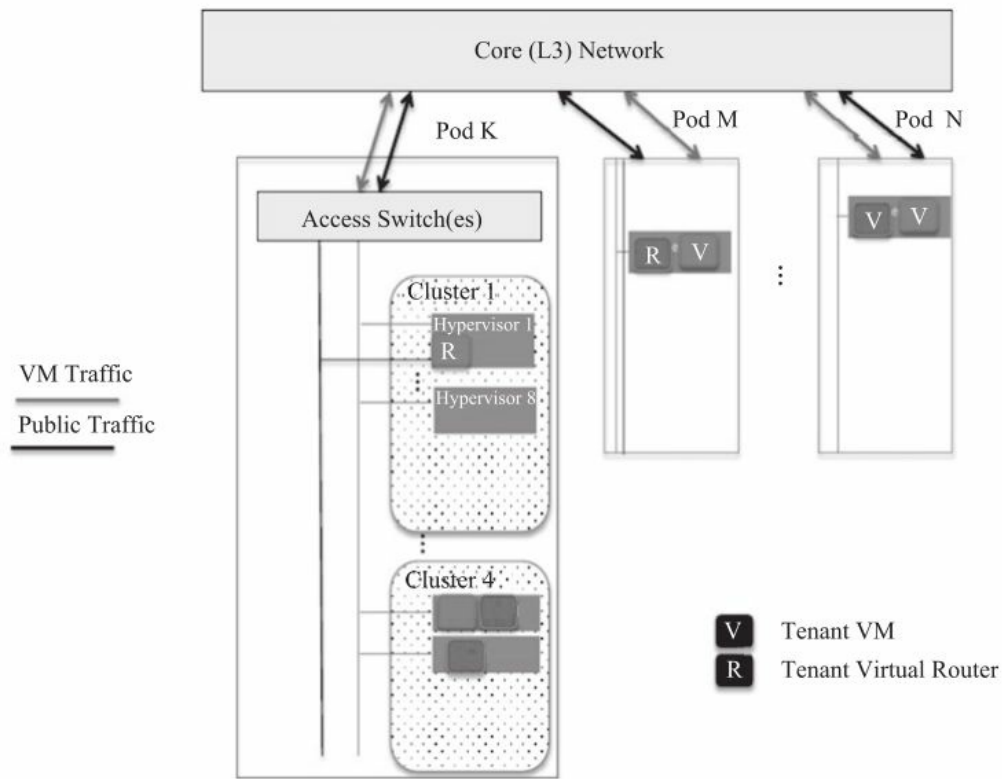 Core (L3) Network
Pod K
Pod M
Pod N
Access Switch(es)
V V
R V
Cluster 1
Hypervisor 1
R
VM Traffic
Hypervisor 8
Public Traffic
Cluster 4
V Tenant VM
R Tenant Virtual Router